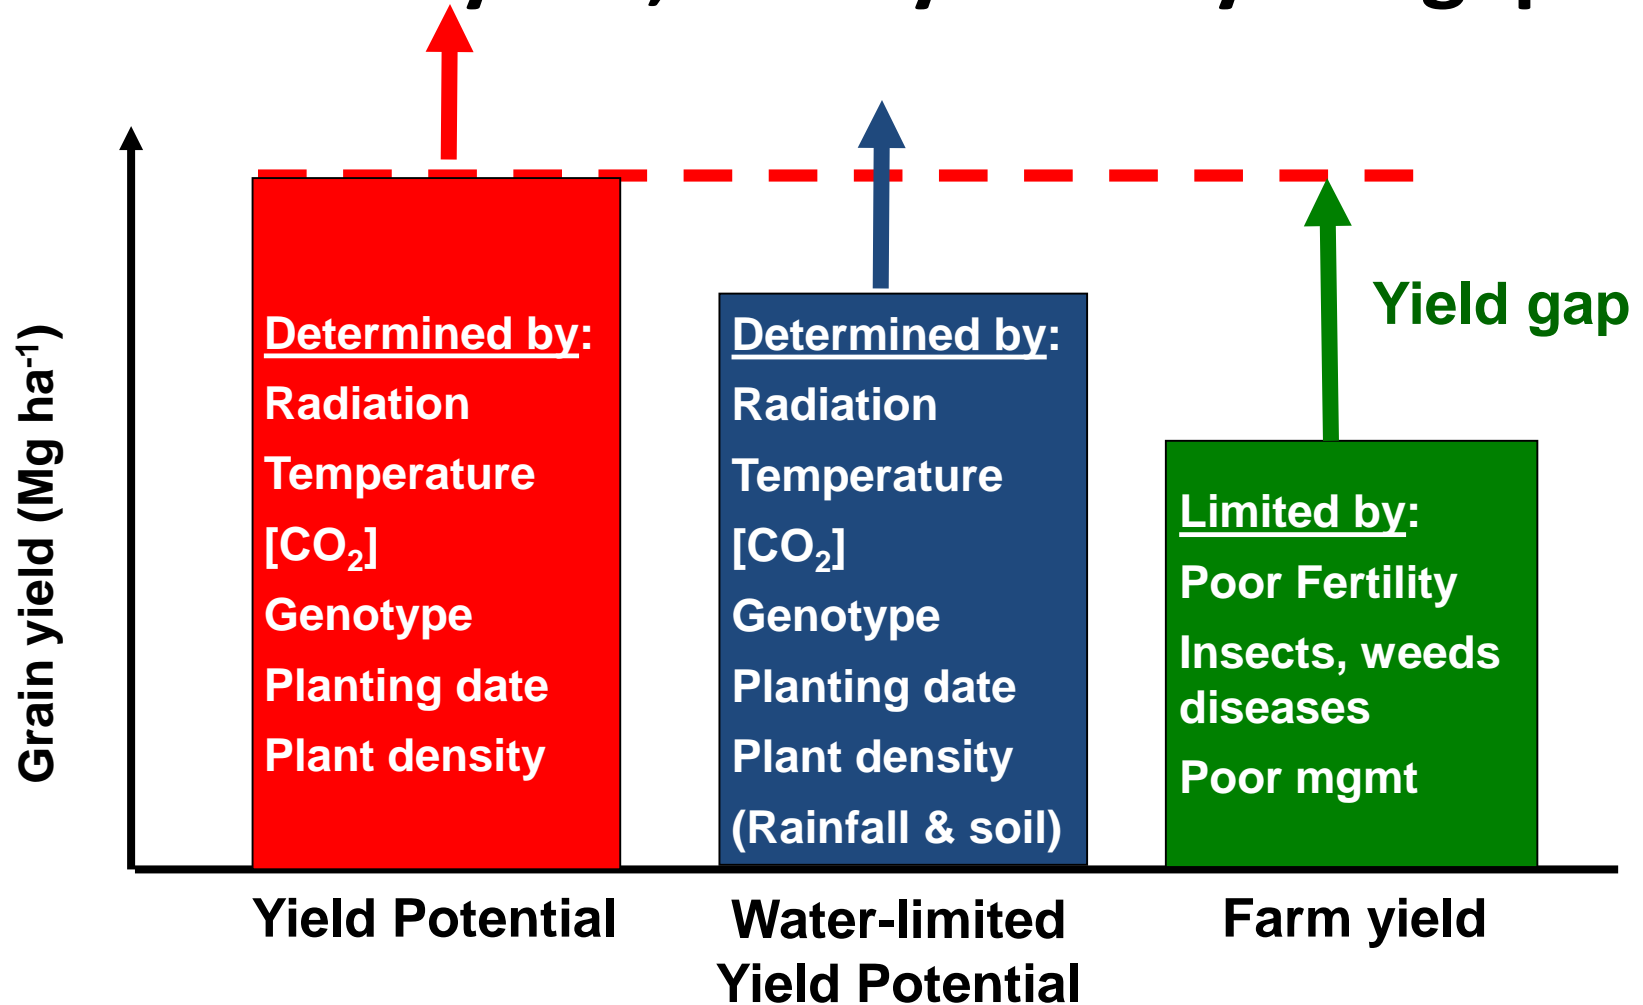 Grain yield (Mg ha⁻¹)
Determined by:
Radiation
Temperature
[CO₂]
Genotype
Planting date
Plant density
Determined by:
Radiation
Temperature
[CO₂]
Genotype
Planting date
Plant density
(Rainfall & soil)
Yield gap
Limited by:
Poor Fertility
Insects, weeds
diseases
Poor mgmt
Yield Potential
Water-limited
Yield Potential
Farm yield